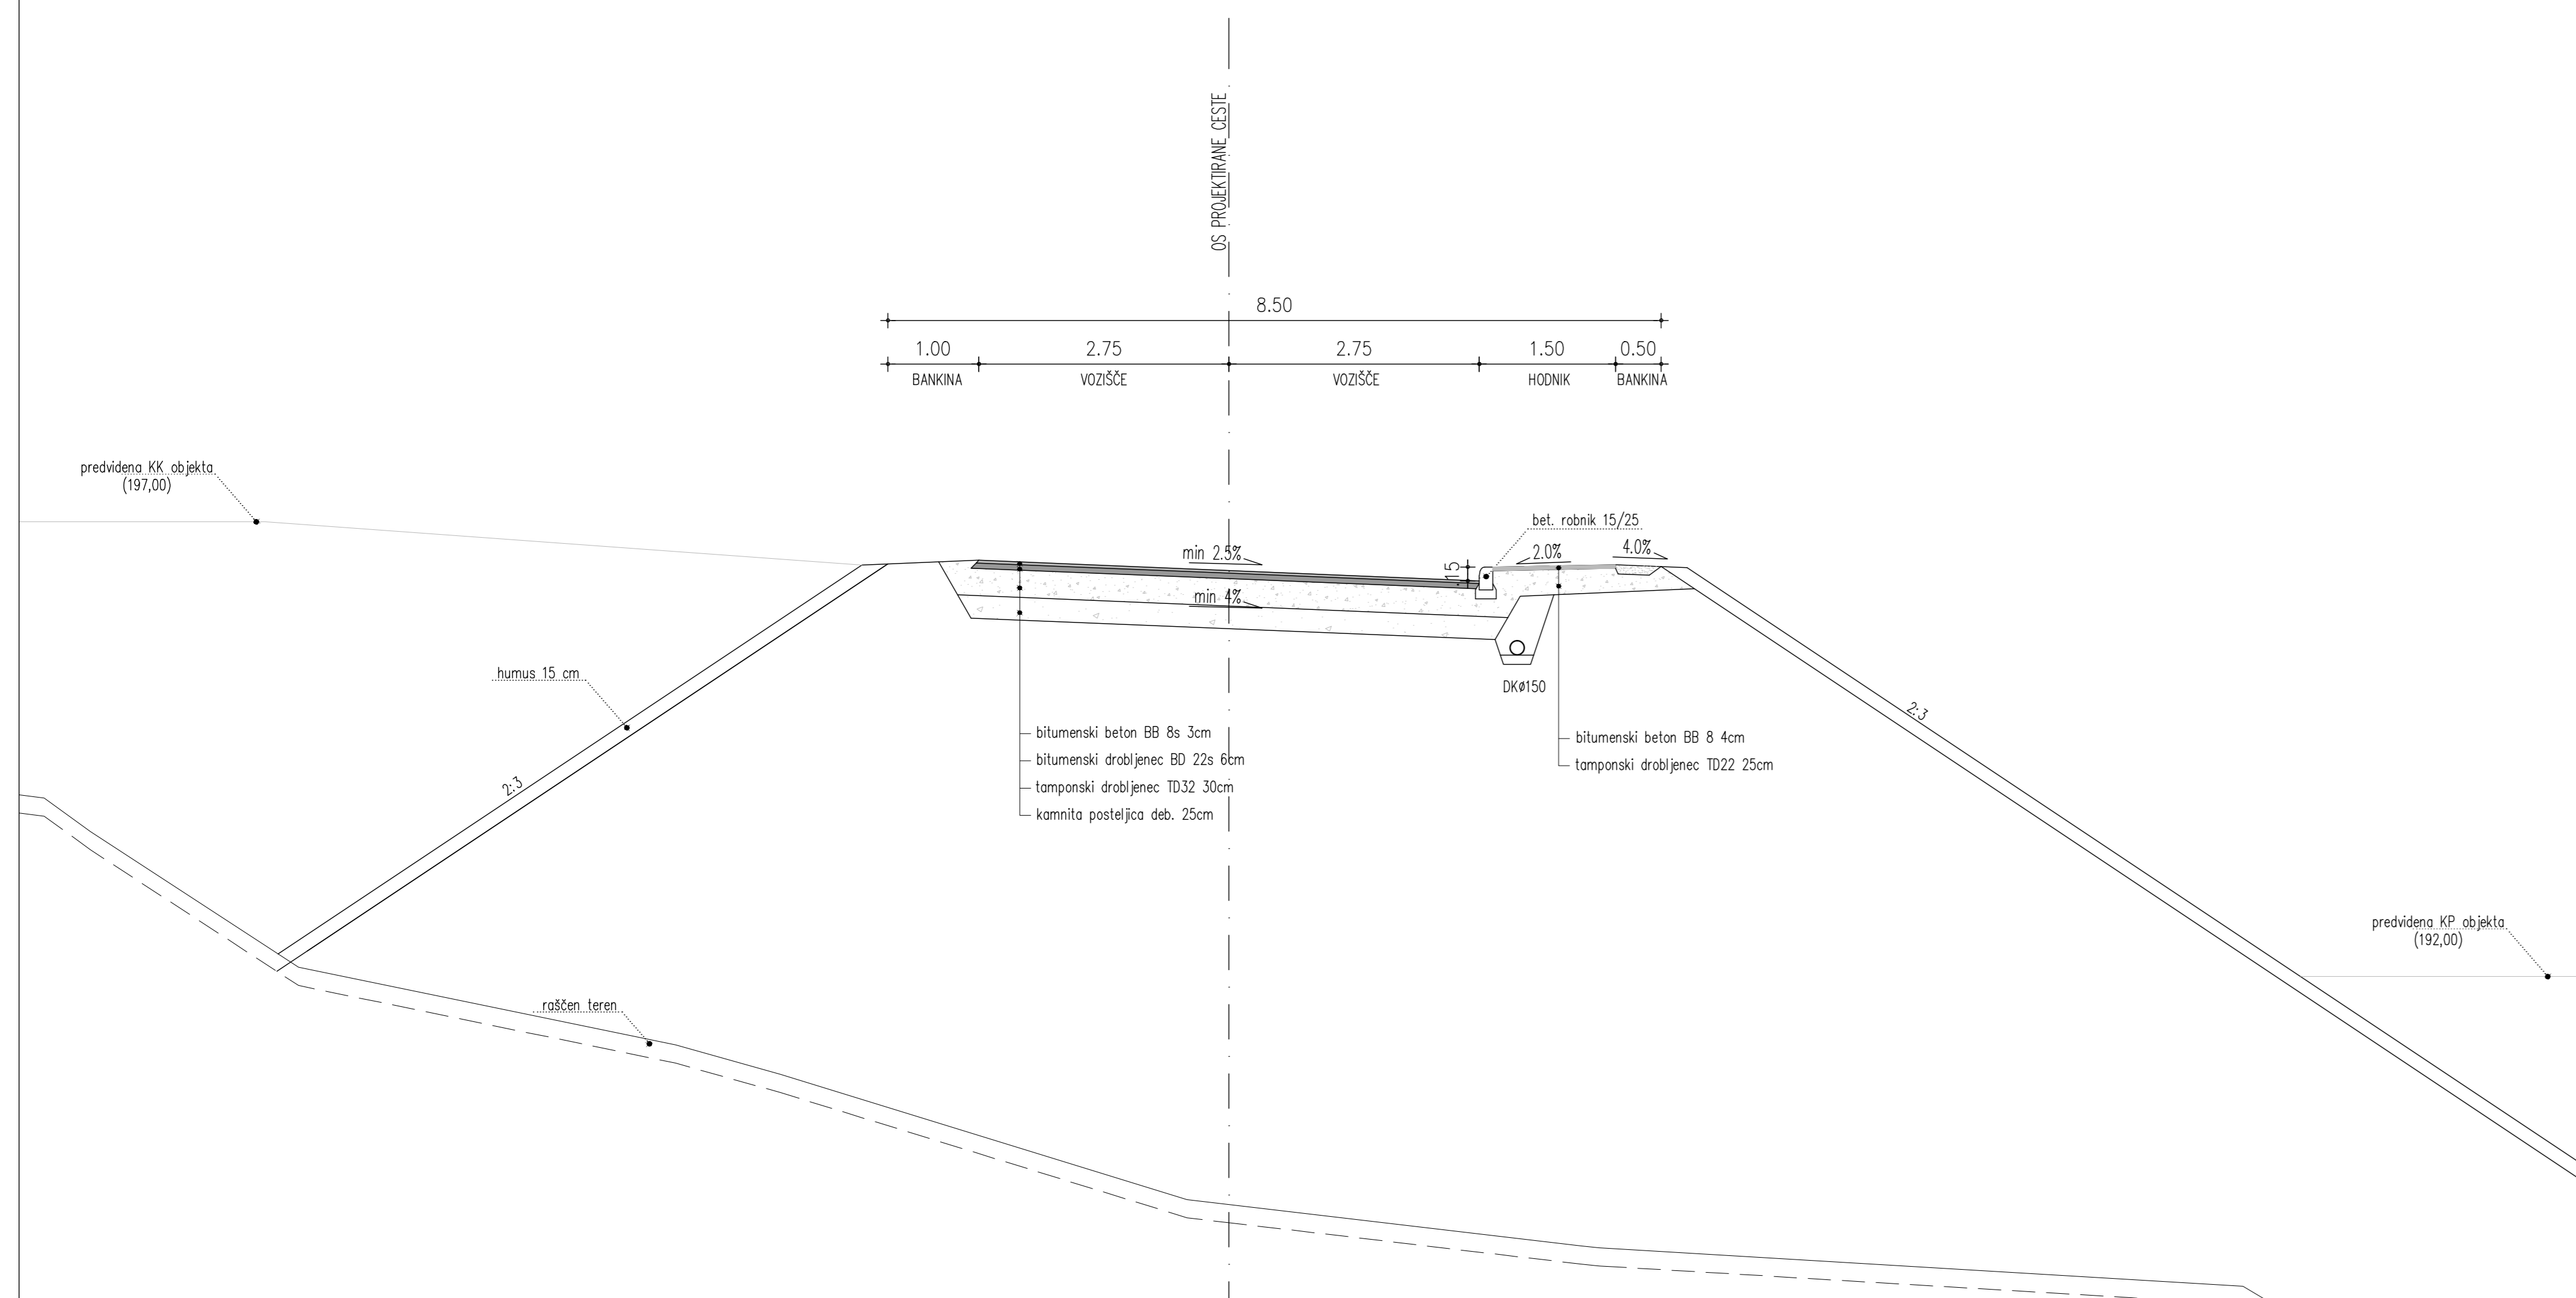 OS PROJEKTIRANE CESTE
8.50
1.00 2.75 2.75 1.50 0.50
BANKINA VOZIŠČE VOZIŠČE HODNIK BANKINA
predvidena KK objekta
(197,00)
bet. robnik 15/25
min 2.5%
15
2.0%
4.0%
min 4%
humus 15 cm
DKø150
2:3
bitumenski beton BB 8s 3cm
bitumenski drobljenec BD 22s 6cm
tamponski drobljenec TD32 30cm
kamnita posteljica deb. 25cm
bitumenski beton BB 8 4cm
tamponski drobljenec TD22 25cm
2:3
predvidena KP objekta
(192,00)
raščen teren